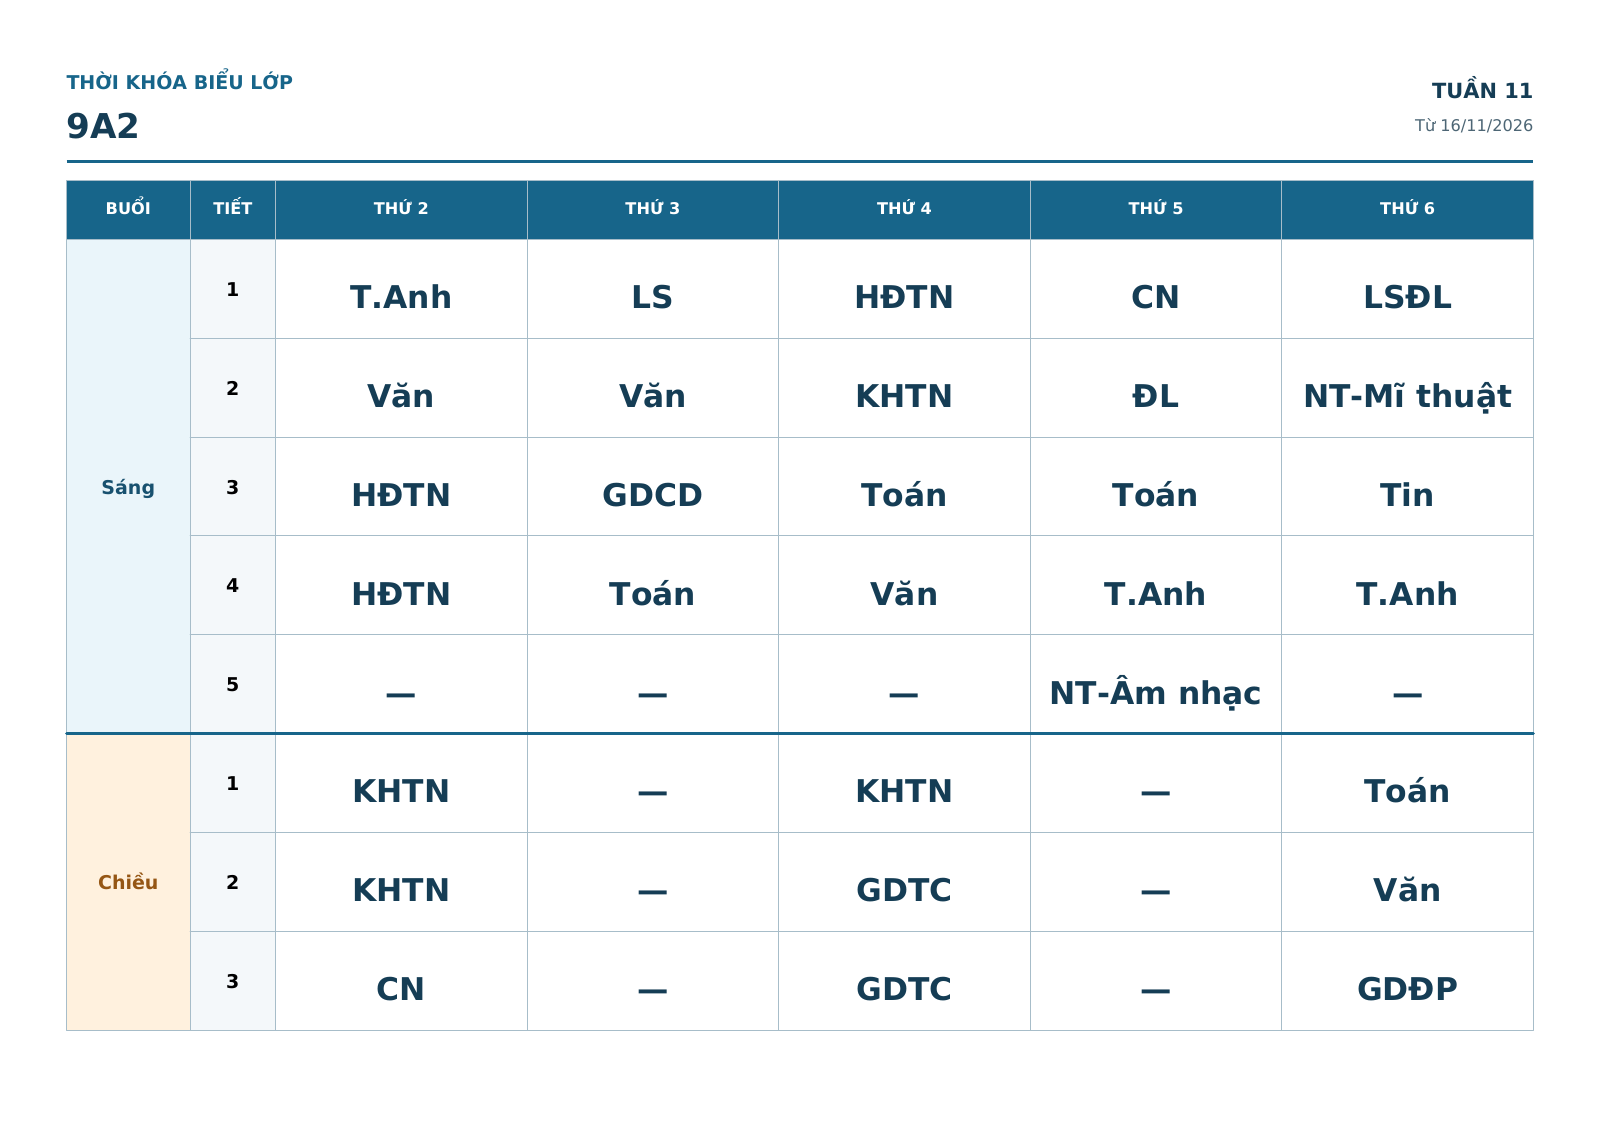 THỜI KHÓA BIỂU LỚP
9A2
TUẦN 11
Từ 16/11/2026
BUỔI TIẾT THỨ 2 THỨ 3 THỨ 4 THỨ 5 THỨ 6
Sáng
1 T.Anh LS HĐTN CN LSĐL
2 Văn Văn KHTN ĐL NT-Mĩ thuật
3 HĐTN GDCD Toán Toán Tin
4 HĐTN Toán Văn T.Anh T.Anh
5 — — — NT-Âm nhạc —
Chiều
1 KHTN — KHTN — Toán
2 KHTN — GDTC — Văn
3 CN — GDTC — GDĐP